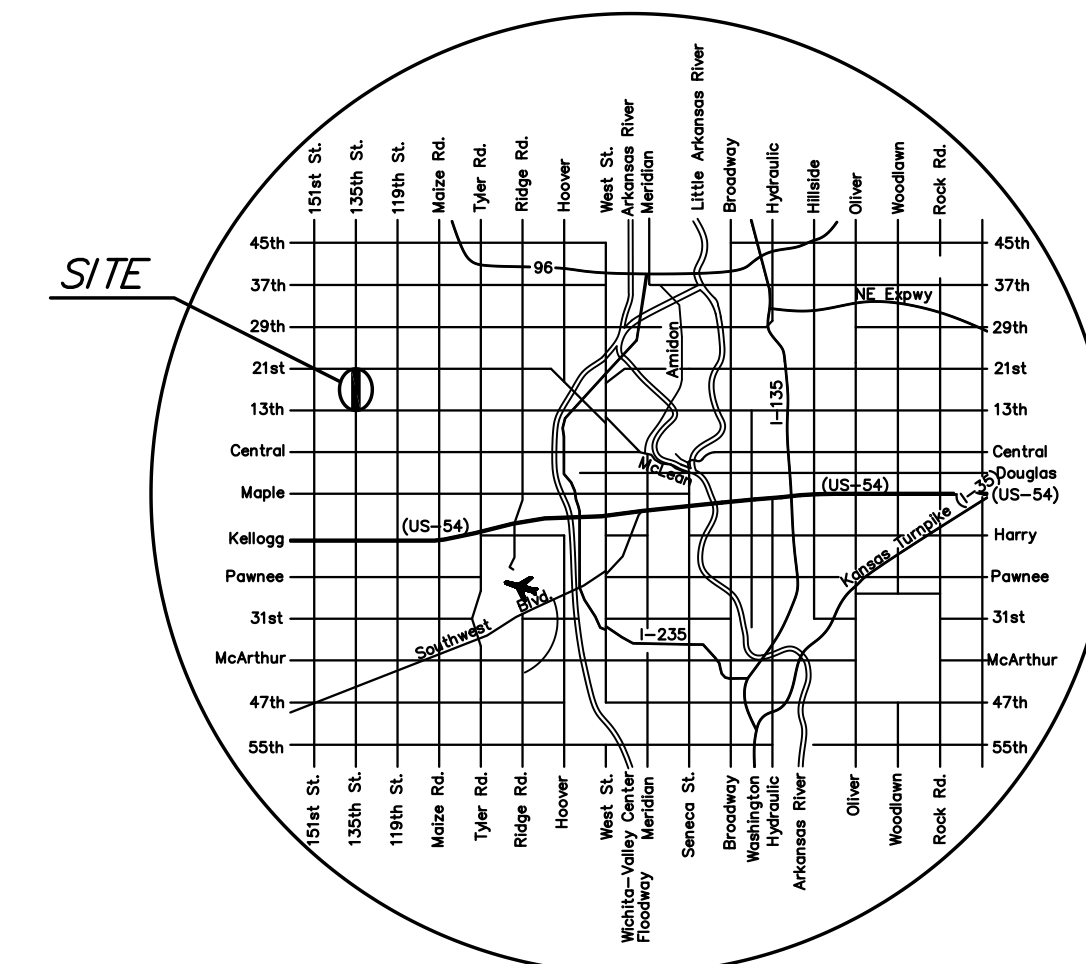 151st St.
135th St.
119th St.
Maize Rd.
Tyler Rd.
Ridge Rd.
Hoover
West St.
Arkansas River
Meridian
Little Arkansas River
Broadway
Hydraulic
Hillside
Oliver
Woodlawn
Rock Rd.
SITE
45th
45th
96
37th
37th
NE Expwy
29th
29th
Amidon
21st
21st
I-135
13th
13th
Central
Central
McLean
Douglas
Maple
(US-54)
(US-54)
(US-54)
Kansas Turnpike (I-35)
Kellogg
Harry
Pawnee
Pawnee
Southwest Blvd.
31st
31st
I-235
McArthur
McArthur
47th
47th
55th
55th
151st St.
135th St.
119th St.
Maize Rd.
Tyler Rd.
Ridge Rd.
Hoover
West St.
Wichita-Valley Center
Floodway
Meridian
Seneca St.
Broadway
Washington
Hydraulic
Arkansas River
Oliver
Woodlawn
Rock Rd.